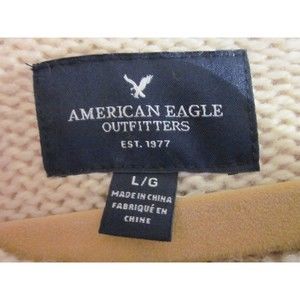 AMERICAN EAGLE
OUTFITTERS
EST. 1977
L/G
MADE IN CHINA
FABRIQUÉ EN
CHINE